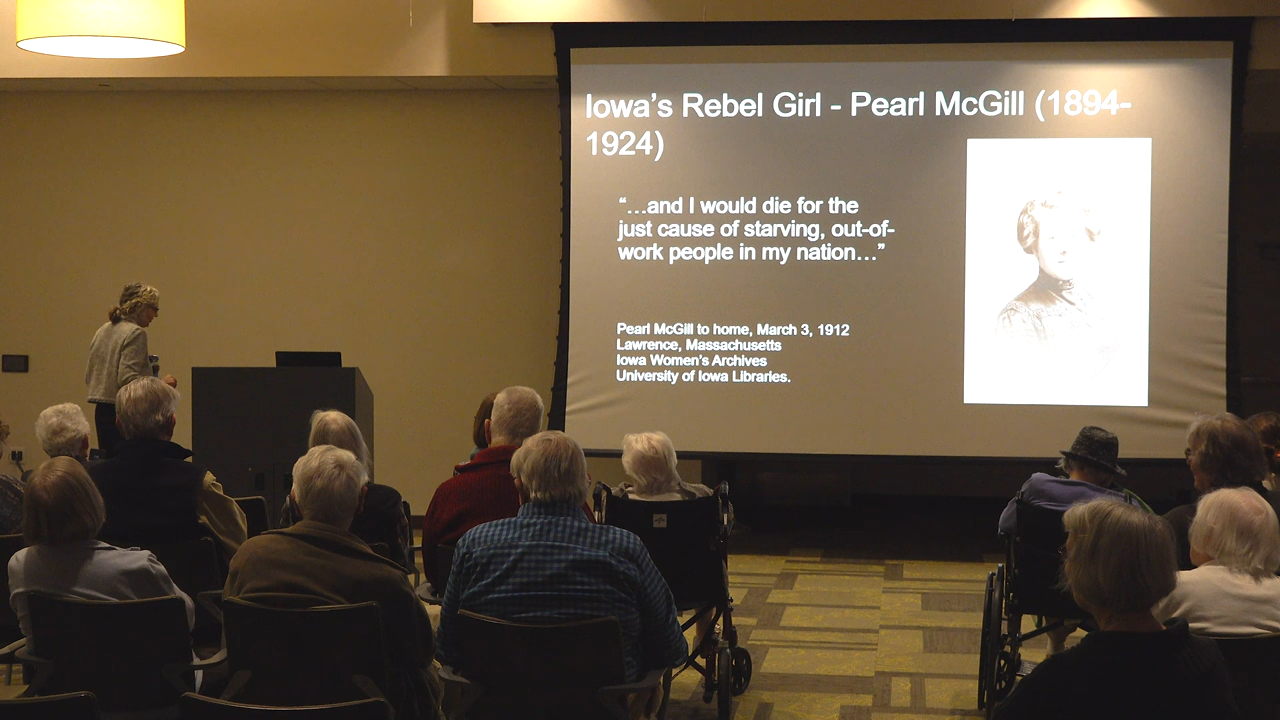 Iowa’s Rebel Girl - Pearl McGill (1894-
1924)
“…and I would die for the
just cause of starving, out-of-
work people in my nation…”
Pearl McGill to home, March 3, 1912
Lawrence, Massachusetts
Iowa Women’s Archives
University of Iowa Libraries.